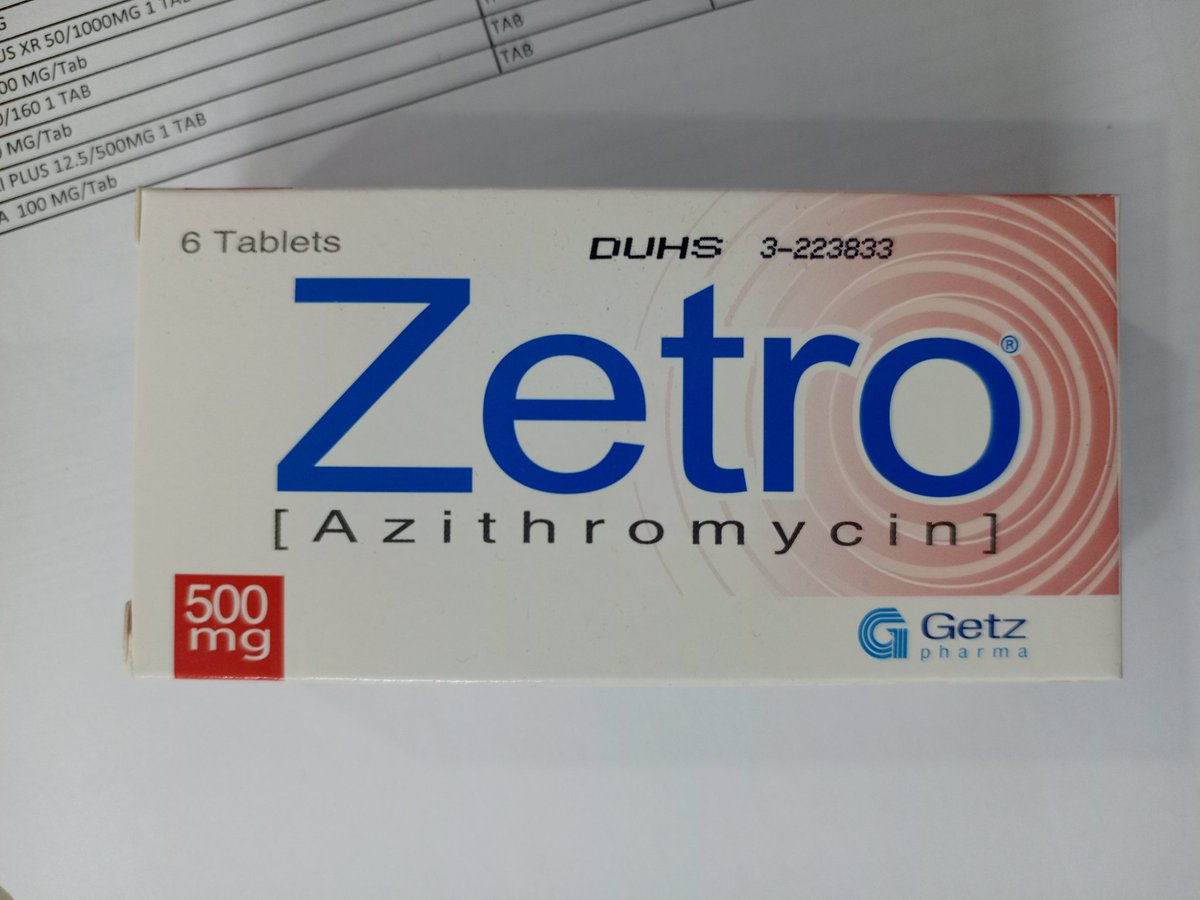 US XR 50/1000MG 1 TAB
00 MG/Tab
0/160 1 TAB
TAB
MG/Tab
TAB
I PLUS 12.5/500MG 1 TAB
A 100 MG/Tab
6 Tablets
DUHS 3-223833
Zetro®
[Azithromycin]
500
mg
Getz
pharma